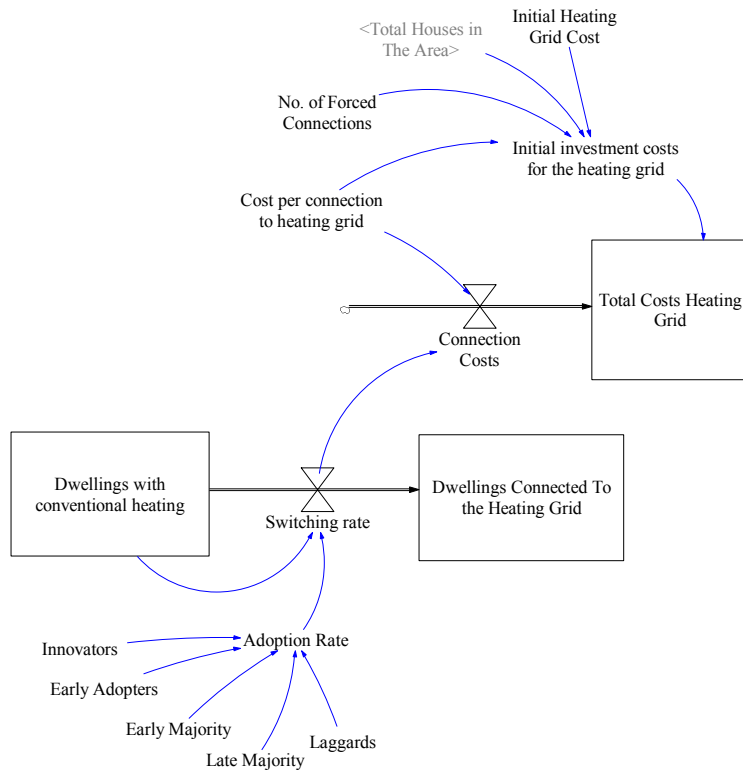 Initial Heating
Grid Cost
<Total Houses in
The Area>
No. of Forced
Connections
Initial investment costs
for the heating grid
Cost per connection
to heating grid
Total Costs Heating
Grid
Connection
Costs
Dwellings with
conventional heating
Dwellings Connected To
the Heating Grid
Switching rate
Adoption Rate
Innovators
Early Adopters
Early Majority
Late Majority
Laggards